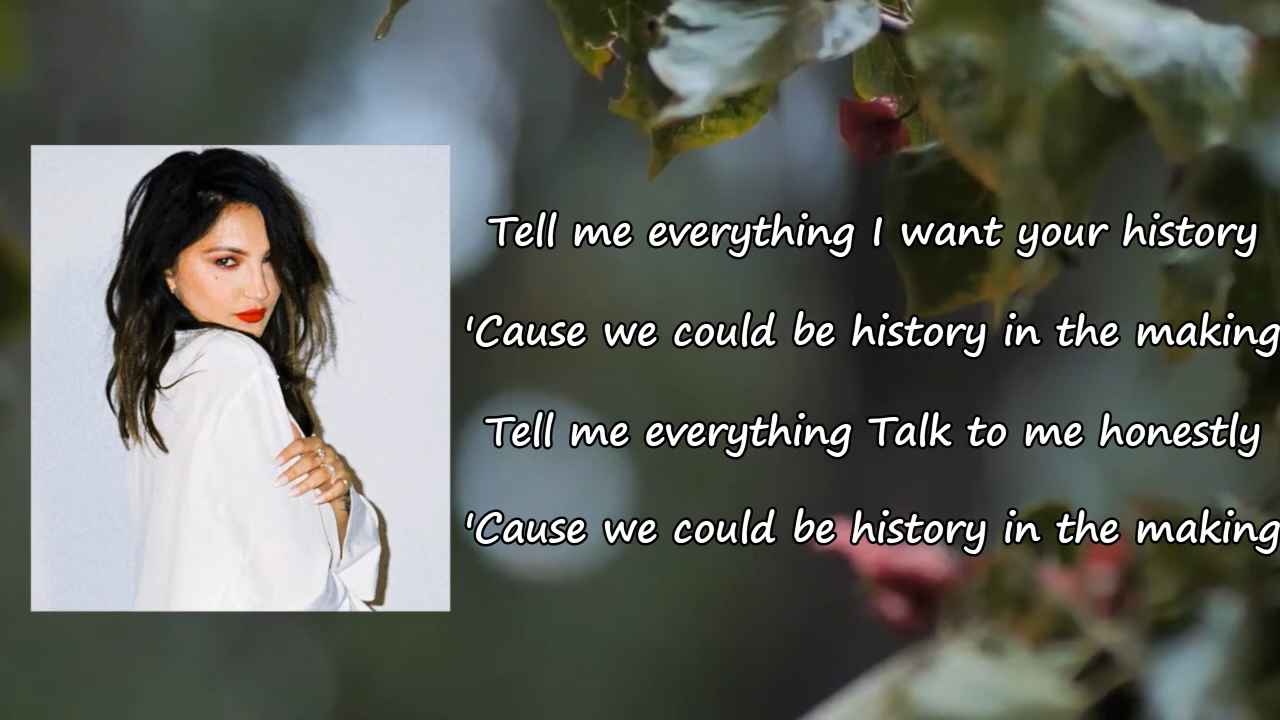 Tell me everything I want your history
'Cause we could be history in the making
Tell me everything Talk to me honestly
'Cause we could be history in the making